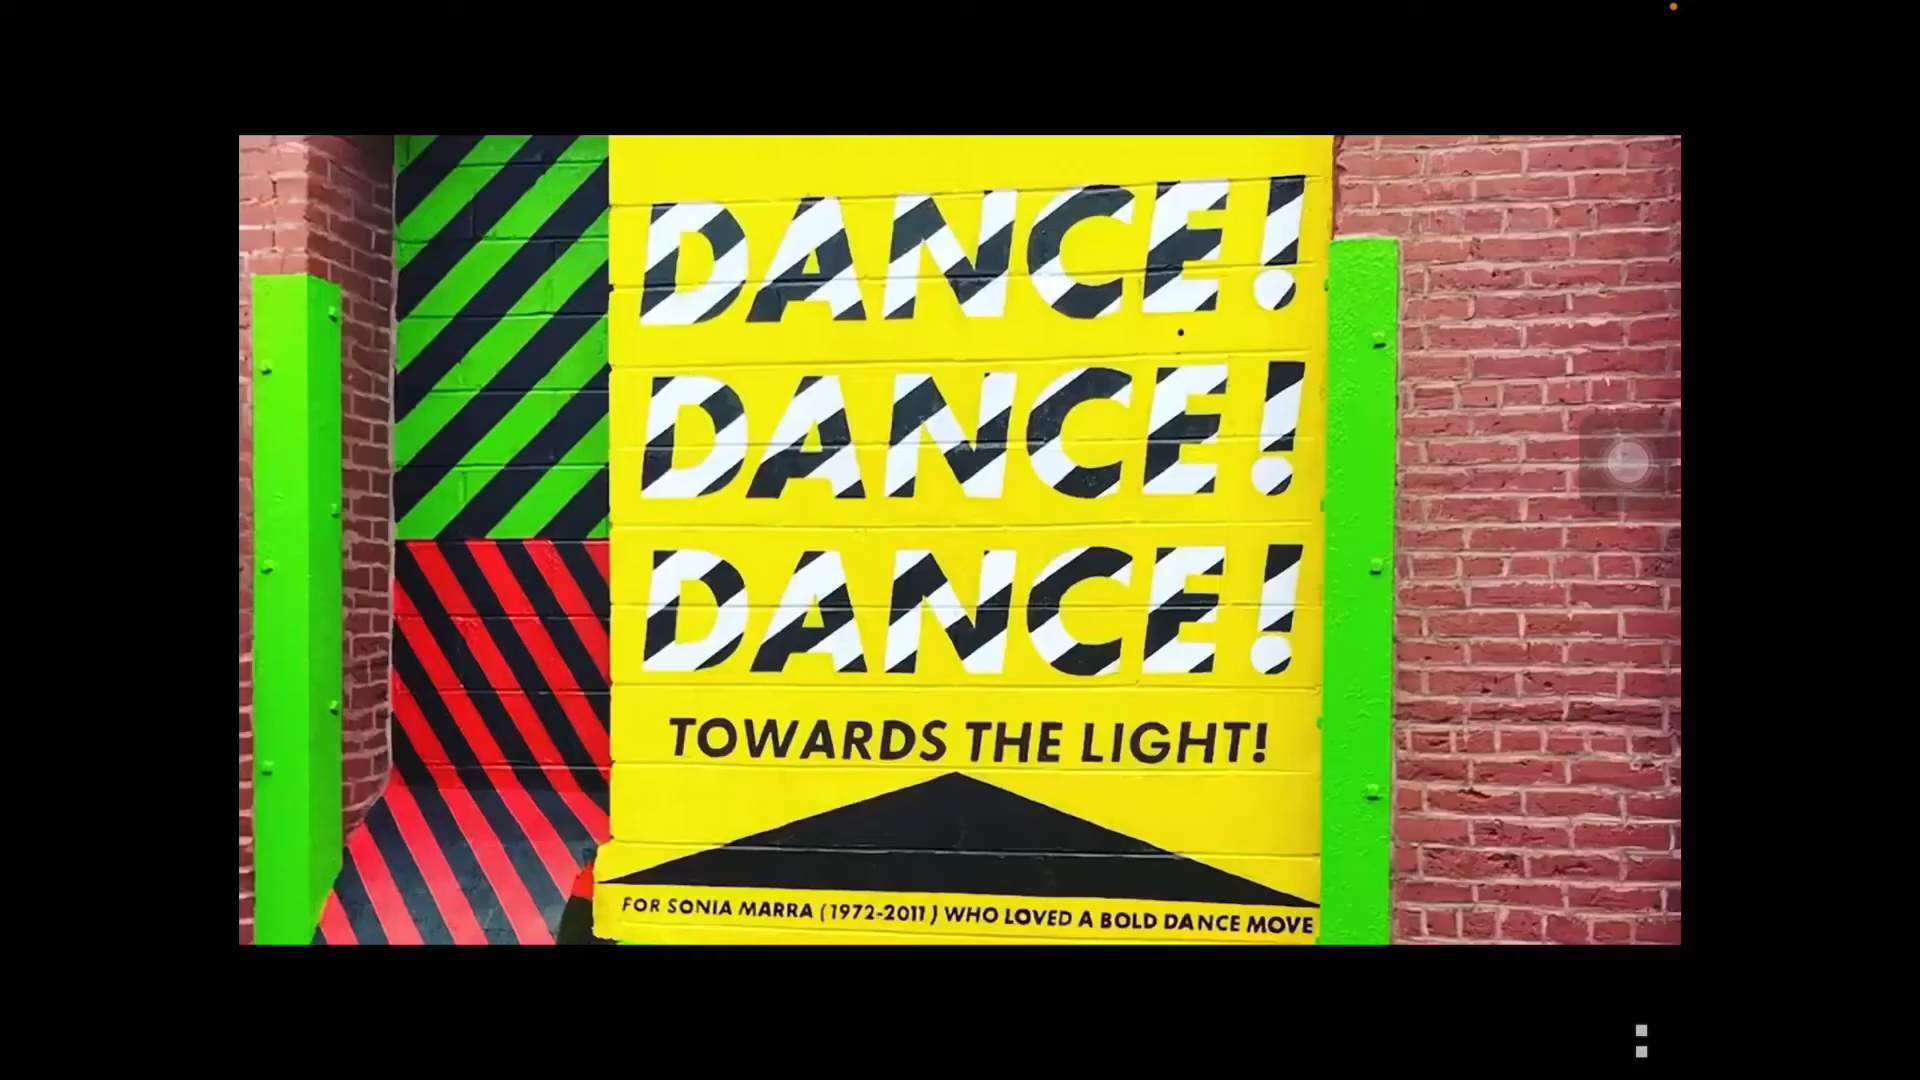 DANCE!
DANCE!
DANCE!
TOWARDS THE LIGHT!
FOR SONIA MARRA (1972-2011) WHO LOVED A BOLD DANCE MOVE